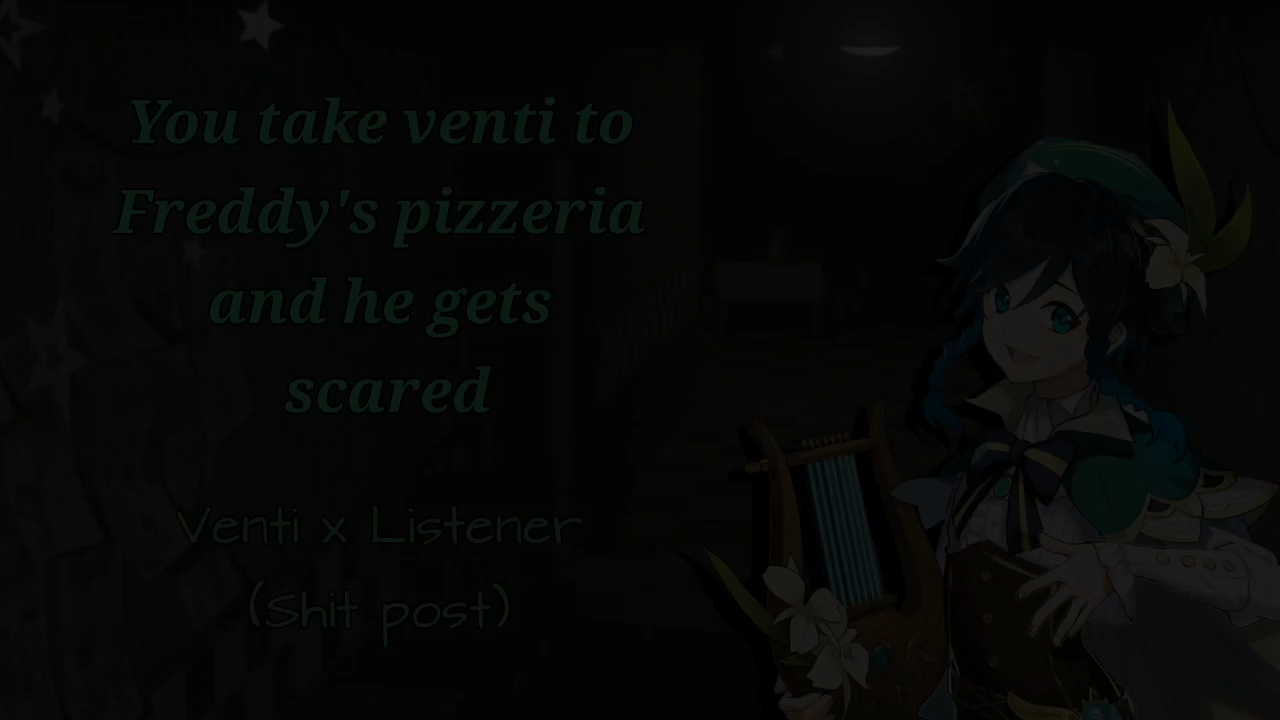 You take venti to
Freddy's pizzeria
and he gets
scared
Venti x Listener
(Shit post)